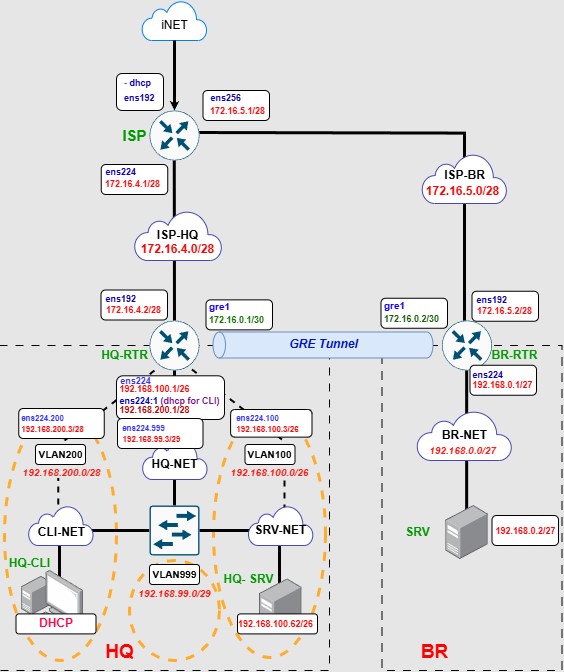 iNET
- dhcp
ens192
ens256
172.16.5.1/28
ISP
ens224
172.16.4.1/28
ISP-BR
172.16.5.0/28
ISP-HQ
172.16.4.0/28
ens192
172.16.4.2/28
gre1
172.16.0.1/30
gre1
172.16.0.2/30
ens192
172.16.5.2/28
GRE Tunnel
HQ-RTR
BR-RTR
ens224
192.168.0.1/27
ens224
192.168.100.1/26
ens224:1 (dhcp for CLI)
192.168.200.1/28
ens224.200
192.168.200.3/28
ens224.999
192.168.99.3/29
ens224.100
192.168.100.3/26
VLAN200
192.168.200.0/28
HQ-NET
VLAN100
192.168.100.0/26
BR-NET
192.168.0.0/27
CLI-NET
SRV-NET
SRV
192.168.0.2/27
HQ-CLI
VLAN999
192.168.99.0/29
HQ- SRV
DHCP
192.168.100.62/26
HQ
BR